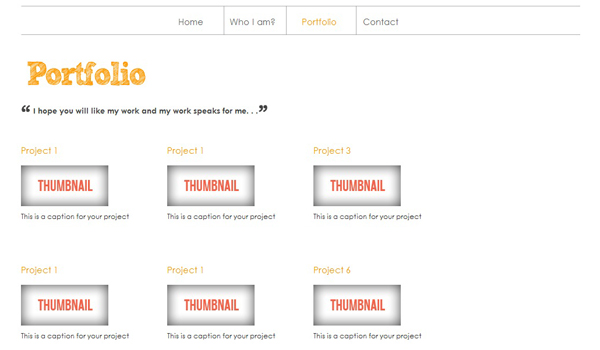 Home Who I am? Portfolio Contact
Portfolio
“ I hope you will like my work and my work speaks for me. . .”
Project 1 Project 1 Project 3
THUMBNAIL THUMBNAIL THUMBNAIL
This is a caption for your project This is a caption for your project This is a caption for your project
Project 1 Project 1 Project 6
THUMBNAIL THUMBNAIL THUMBNAIL
This is a caption for your project This is a caption for your project This is a caption for your project